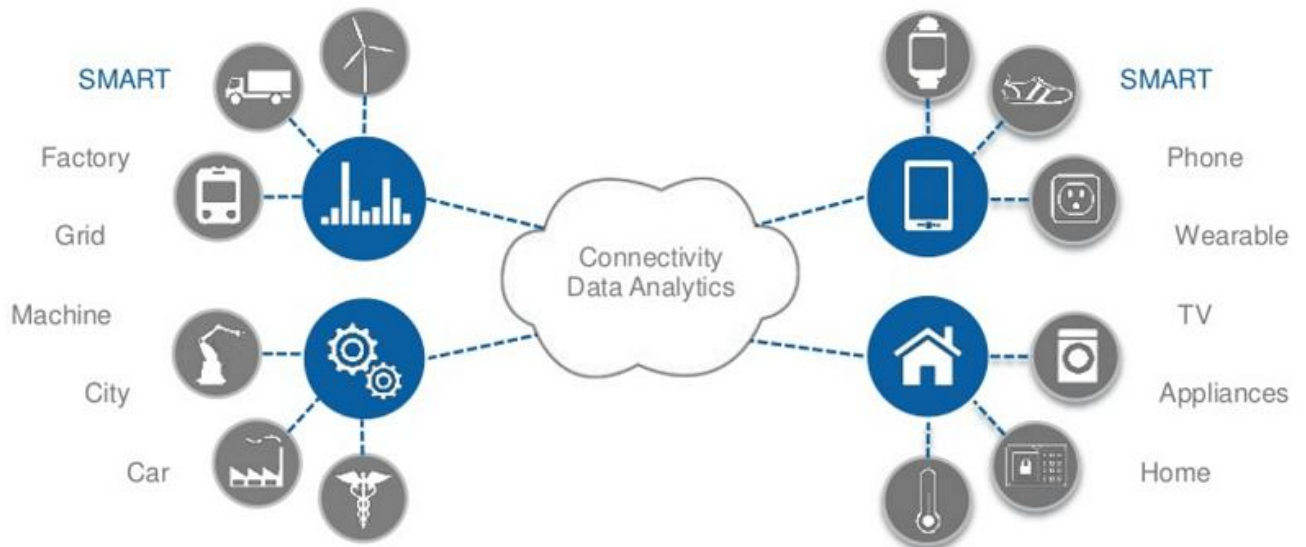 SMART
Factory
Grid
Machine
City
Car
Connectivity
Data Analytics
SMART
Phone
Wearable
TV
Appliances
Home